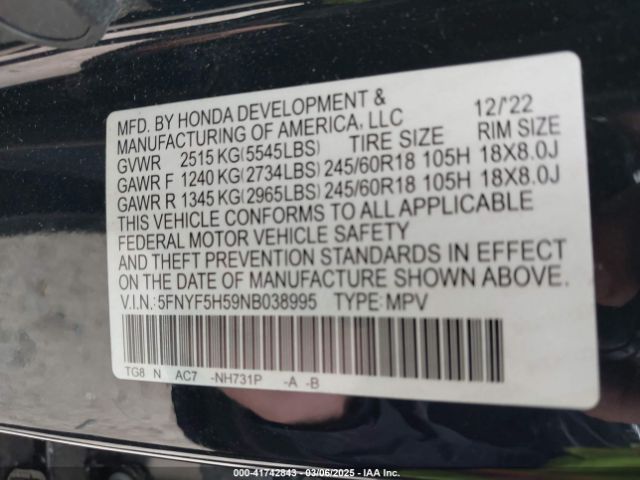 MFD. BY HONDA DEVELOPMENT & 12/'22
MANUFACTURING OF AMERICA, LLC
GVWR 2515 KG(5545LBS) TIRE SIZE RIM SIZE
GAWR F 1240 KG(2734LBS) 245/60R18 105H 18X8.0J
GAWR R 1345 KG(2965LBS) 245/60R18 105H 18X8.0J
THIS VEHICLE CONFORMS TO ALL APPLICABLE
FEDERAL MOTOR VEHICLE SAFETY
AND THEFT PREVENTION STANDARDS IN EFFECT
ON THE DATE OF MANUFACTURE SHOWN ABOVE.
V.I.N.: 5FNYF5H59NB038995 TYPE: MPV
TG8 N AC7 -NH731P -A -B
000-41742843 - 03/06/2025 - IAA Inc.